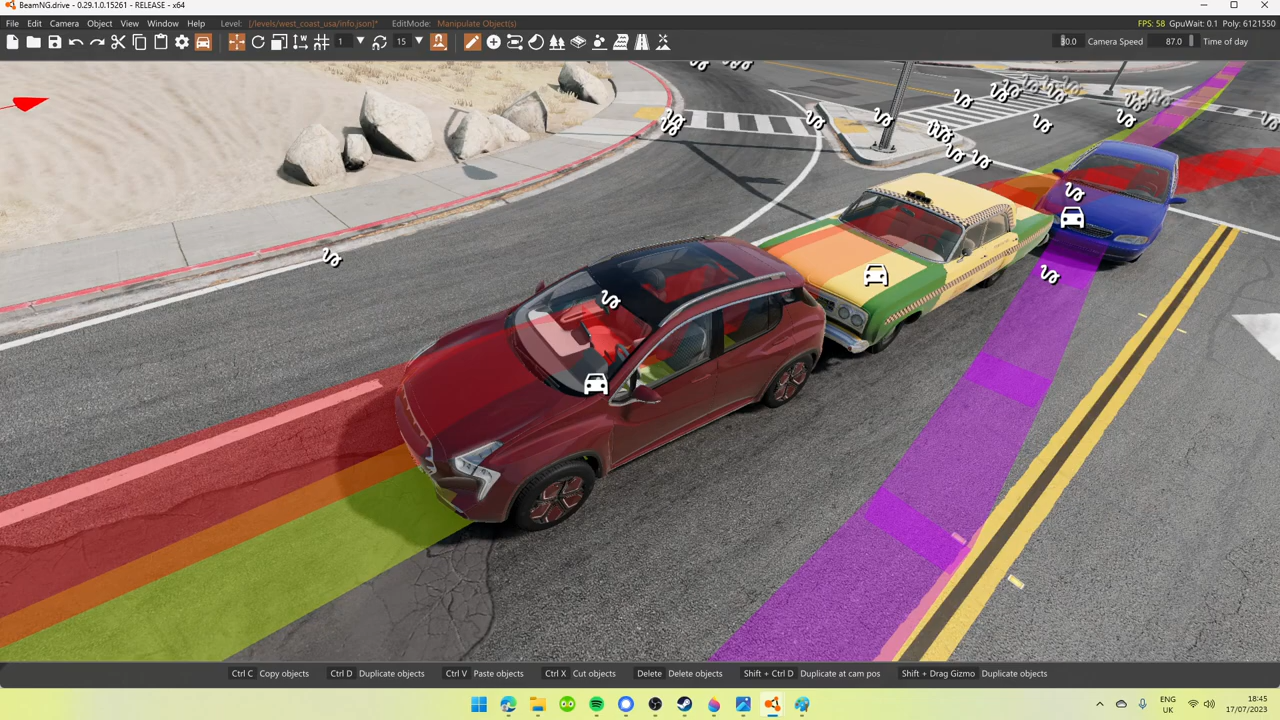 BeamNG.drive - 0.29.1.0.15261 - RELEASE - x64
File Edit Camera Object View Window Help Level: [/levels/west_coast_usa/info.json]* EditMode: Manipulate Object(s) FPS: 58 GpuWait: 0.1 Poly: 6121550
1 15 30.0 Camera Speed 87.0 Time of day
Ctrl C Copy objects Ctrl D Duplicate objects Ctrl V Paste objects Ctrl X Cut objects Delete Delete objects Shift + Ctrl D Duplicate at cam pos Shift + Drag Gizmo Duplicate objects
ENG 18:45
UK 17/07/2023